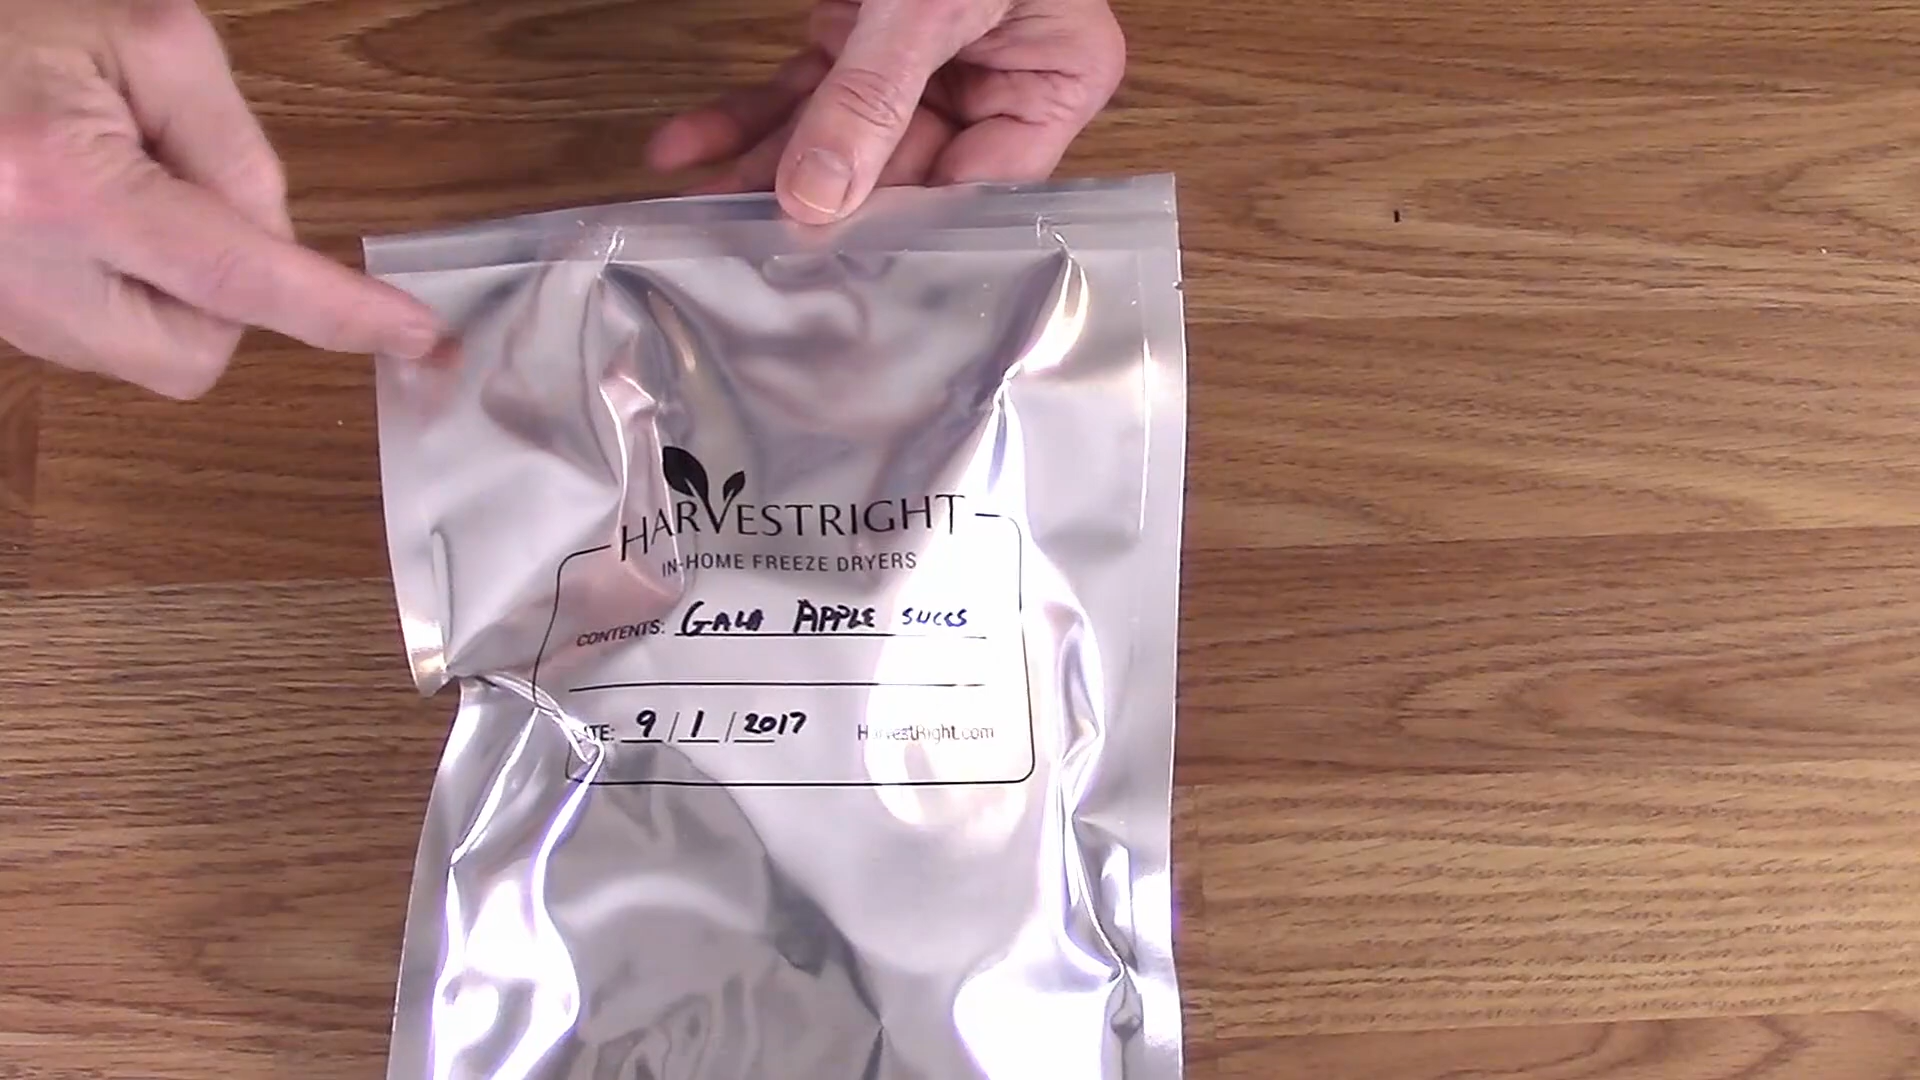 HARVESTRIGHT
IN-HOME FREEZE DRYERS
CONTENTS: GALA APPLE SLICES
DATE: 9/1/2017 HarvestRight.com